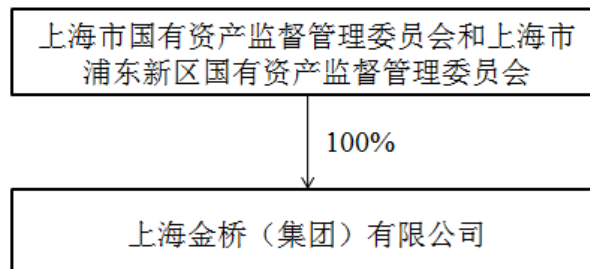 上海市国有资产监督管理委员会和上海市
浦东新区国有资产监督管理委员会
100%
上海金桥（集团）有限公司